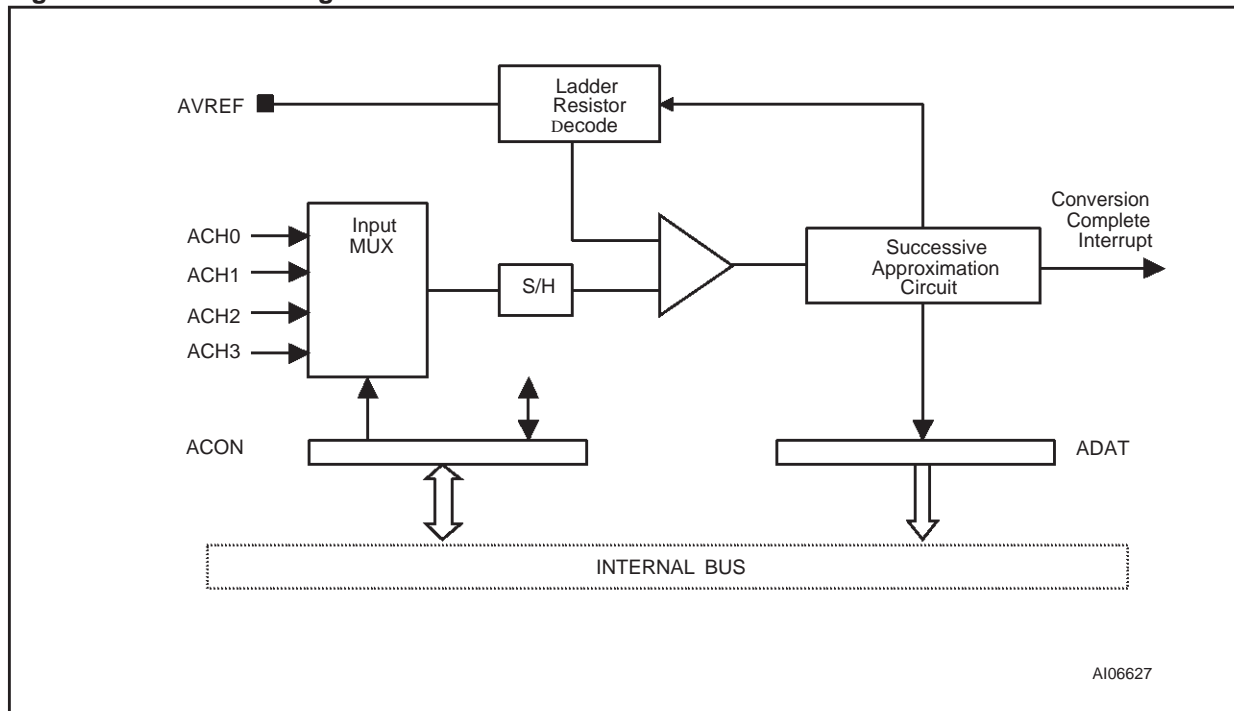 AVREF
Ladder
Resistor
Decode
Conversion
Complete
Interrupt
Input
MUX
ACH0
ACH1
ACH2
ACH3
S/H
Successive
Approximation
Circuit
ACON
ADAT
INTERNAL BUS
AI06627